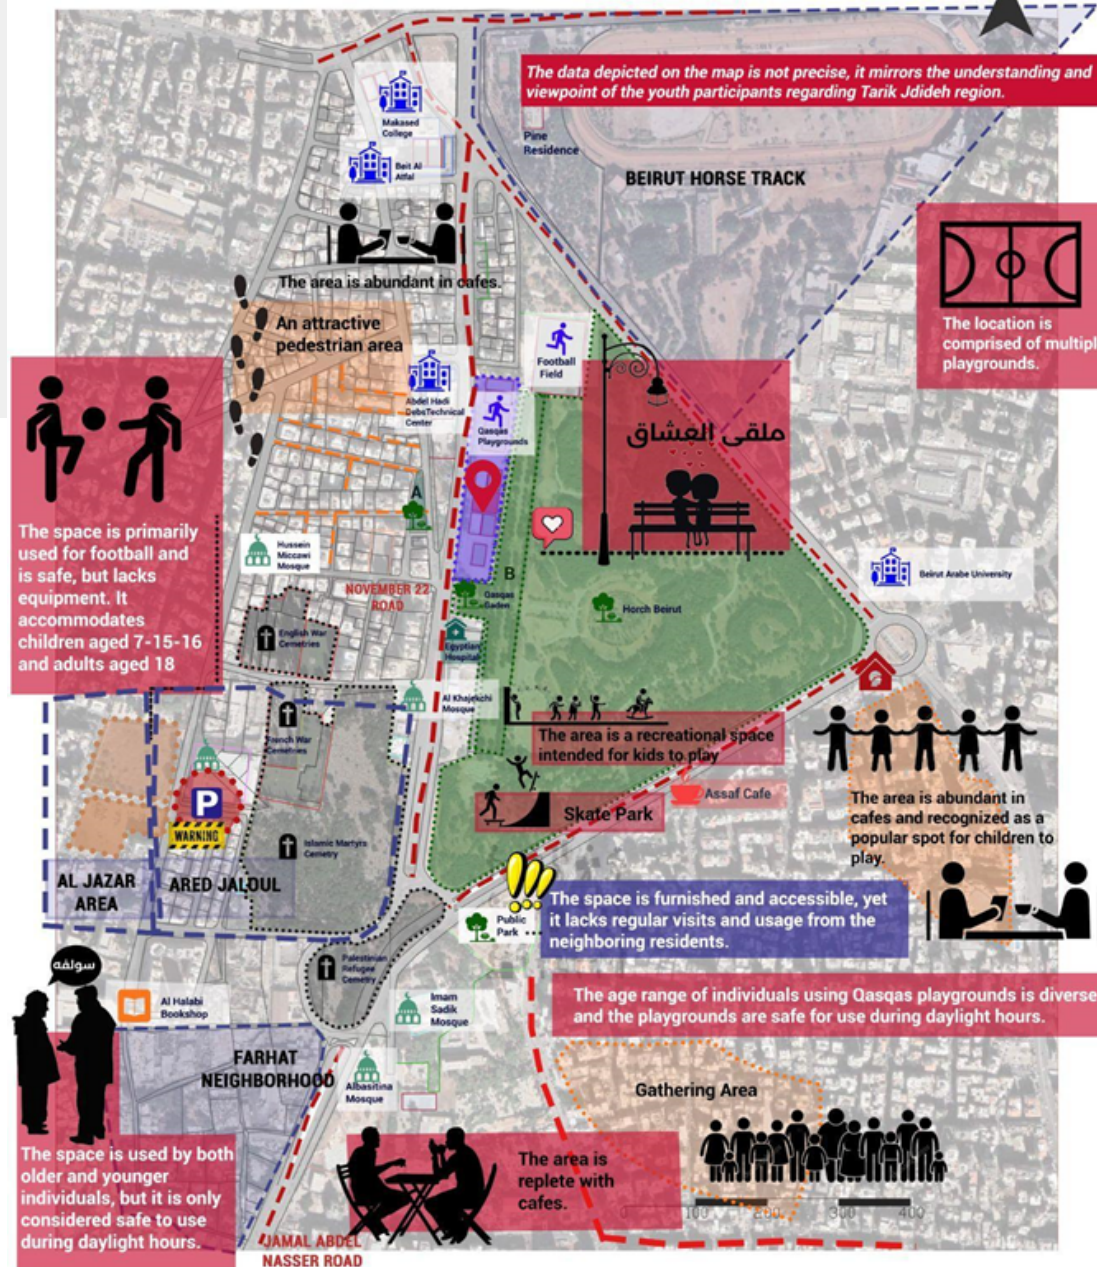 The data depicted on the map is not precise, it mirrors the understanding and
viewpoint of the youth participants regarding Tarik Jdideh region.
Makased
College
Beit Al
Atfal
Pine
Residence
BEIRUT HORSE TRACK
The area is abundant in cafes.
An attractive
pedestrian area
The location is
comprised of multipl
playgrounds.
Football
Field
Abdel Hadi
DebsTechnical
Center
Qasqas
Playgrounds
ملقى العشاق
A
The space is primarily
used for football and
is safe, but lacks
equipment. It
accommodates
children aged 7-15-16
and adults aged 18
Hussein
Miccawi
Mosque
NOVEMBER 22
ROAD
B
Qasqas
Gaden
Horch Beirut
Beirut Arabe University
English War
Cemetries
Egyptian
Hospital
Al Khajekchi
Mosque
French War
Cemetries
The area is a recreational space
intended for kids to play
Skate Park
Assaf Cafe
The area is abundant in
cafes and recognized as a
popular spot for children to
play.
P
WARNING
Islamic Martyrs
Cemetry
AL JAZAR
AREA
ARED JALOUL
!!!
The space is furnished and accessible, yet
it lacks regular visits and usage from the
neighboring residents.
Public
Park
سولفه
Palestinian
Refugee
Cemetry
Al Halabi
Bookshop
Imam
Sadik
Mosque
The age range of individuals using Qasqas playgrounds is diverse
and the playgrounds are safe for use during daylight hours.
FARHAT
NEIGHBORHOOD
Albasitina
Mosque
Gathering Area
The space is used by both
older and younger
individuals, but it is only
considered safe to use
during daylight hours.
The area is
replete with
cafes.
0 100 200 300 400
JAMAL ABDEL
NASSER ROAD